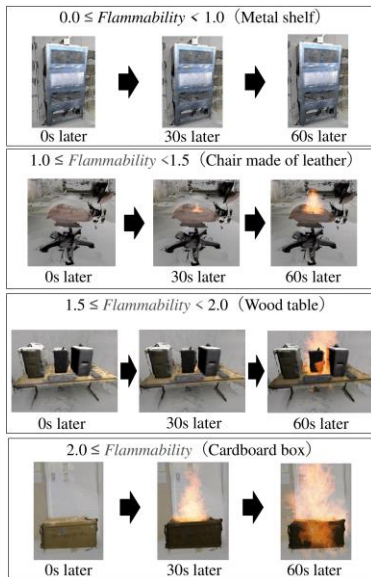 0.0 ≤ Flammability < 1.0 (Metal shelf)
0s later 30s later 60s later
1.0 ≤ Flammability <1.5 (Chair made of leather)
0s later 30s later 60s later
1.5 ≤ Flammability < 2.0 (Wood table)
0s later 30s later 60s later
2.0 ≤ Flammability (Cardboard box)
0s later 30s later 60s later